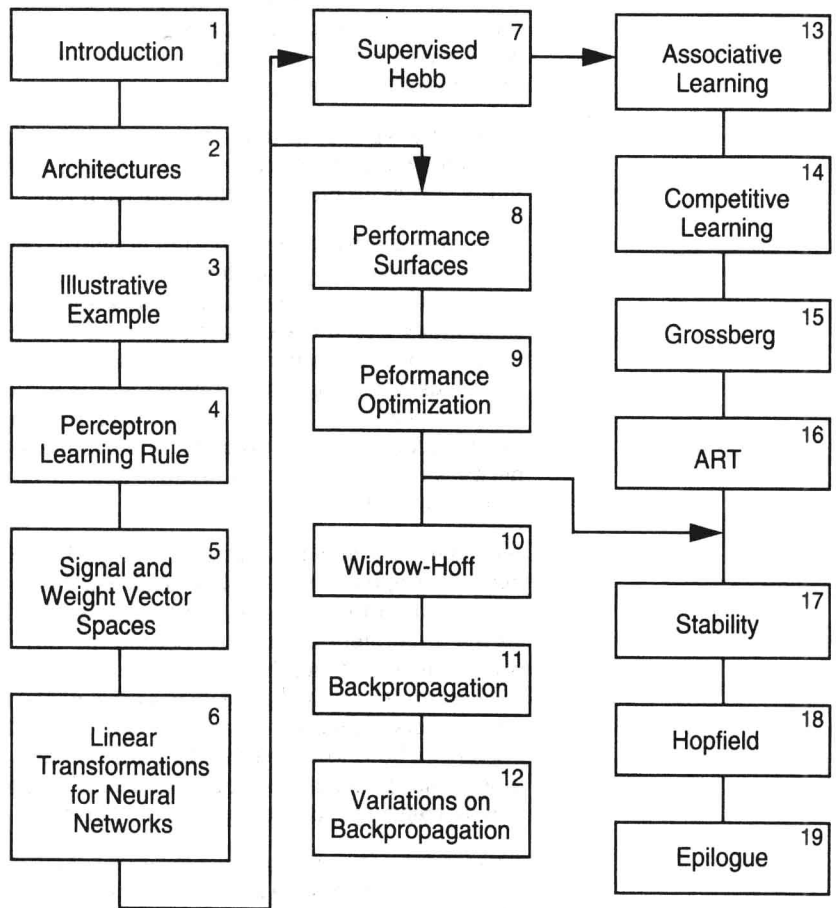 1
Introduction
2
Architectures
3
Illustrative
Example
4
Perceptron
Learning Rule
5
Signal and
Weight Vector
Spaces
6
Linear
Transformations
for Neural
Networks
7
Supervised
Hebb
8
Performance
Surfaces
9
Peformance
Optimization
10
Widrow-Hoff
11
Backpropagation
12
Variations on
Backpropagation
13
Associative
Learning
14
Competitive
Learning
15
Grossberg
16
ART
17
Stability
18
Hopfield
19
Epilogue